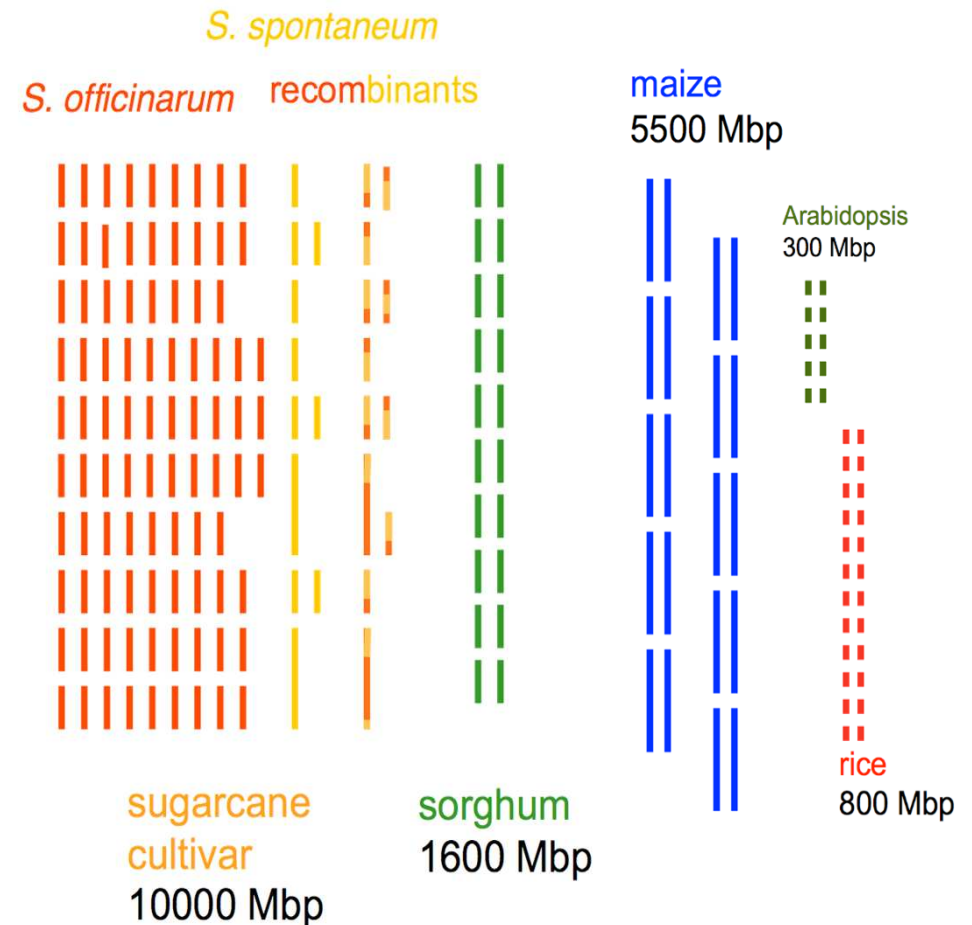 S. spontaneum
S. officinarum
recombinants
maize
5500 Mbp
Arabidopsis
300 Mbp
rice
800 Mbp
sugarcane
cultivar
10000 Mbp
sorghum
1600 Mbp